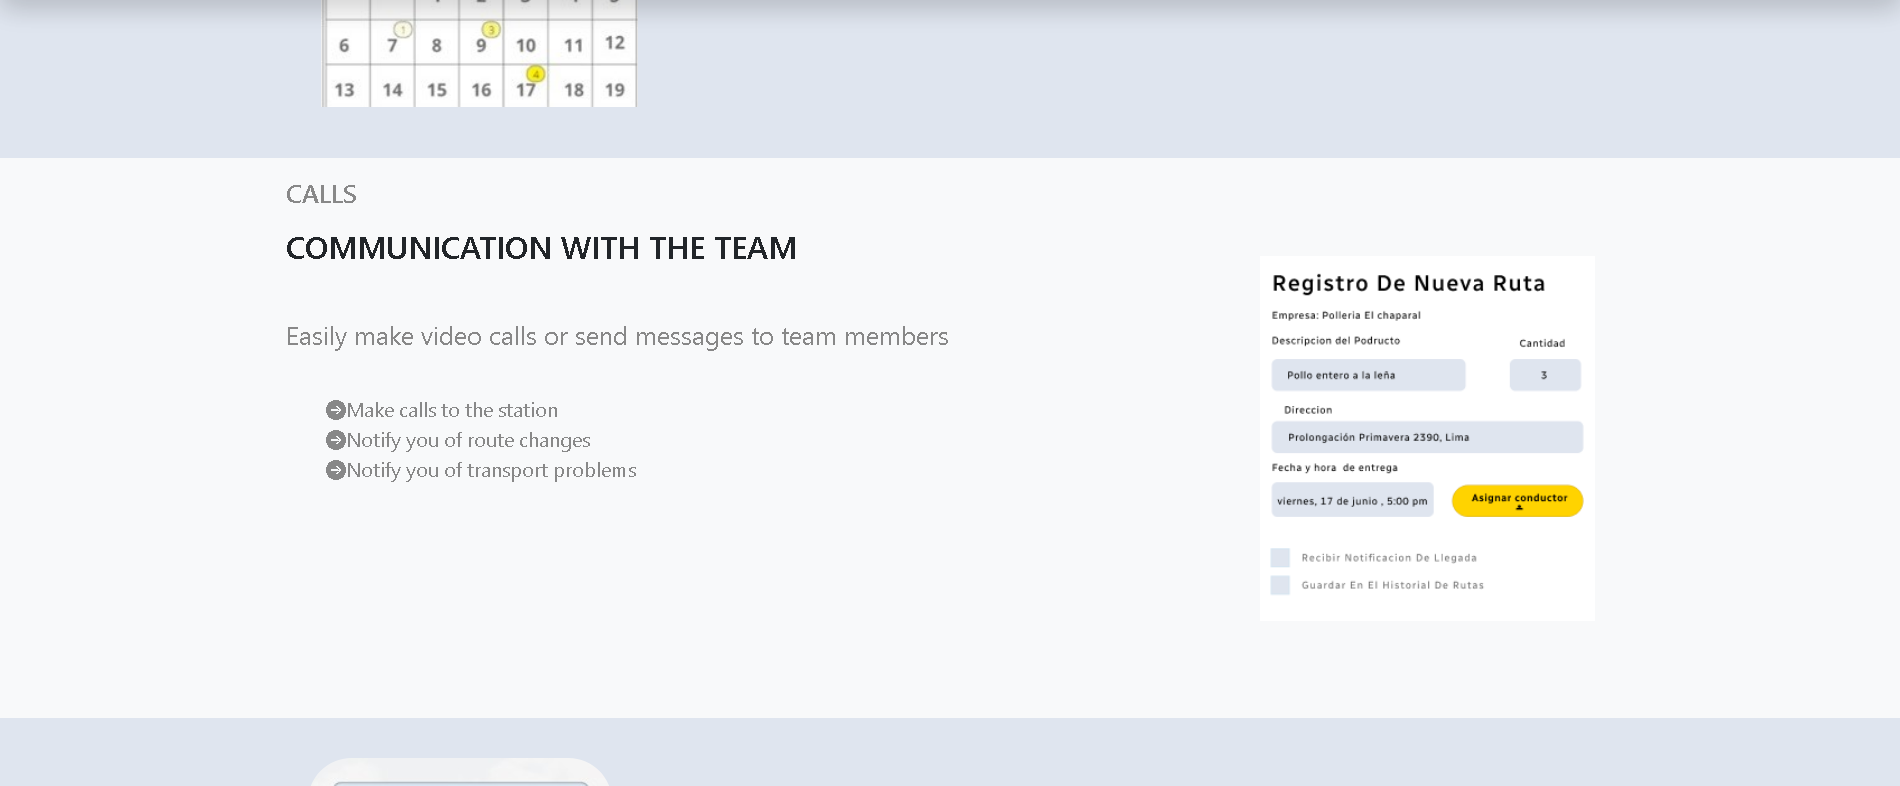 6 7 8 9 10 11 12
1 3
13 14 15 16 17 18 19
4
CALLS
COMMUNICATION WITH THE TEAM
Easily make video calls or send messages to team members
Make calls to the station
Notify you of route changes
Notify you of transport problems
Registro De Nueva Ruta
Empresa: Polleria El chaparal
Descripcion del Podructo
Cantidad
Pollo entero a la leña
3
Direccion
Prolongación Primavera 2390, Lima
Fecha y hora de entrega
viernes, 17 de junio , 5:00 pm
Asignar conductor
Recibir Notificacion De Llegada
Guardar En El Historial De Rutas